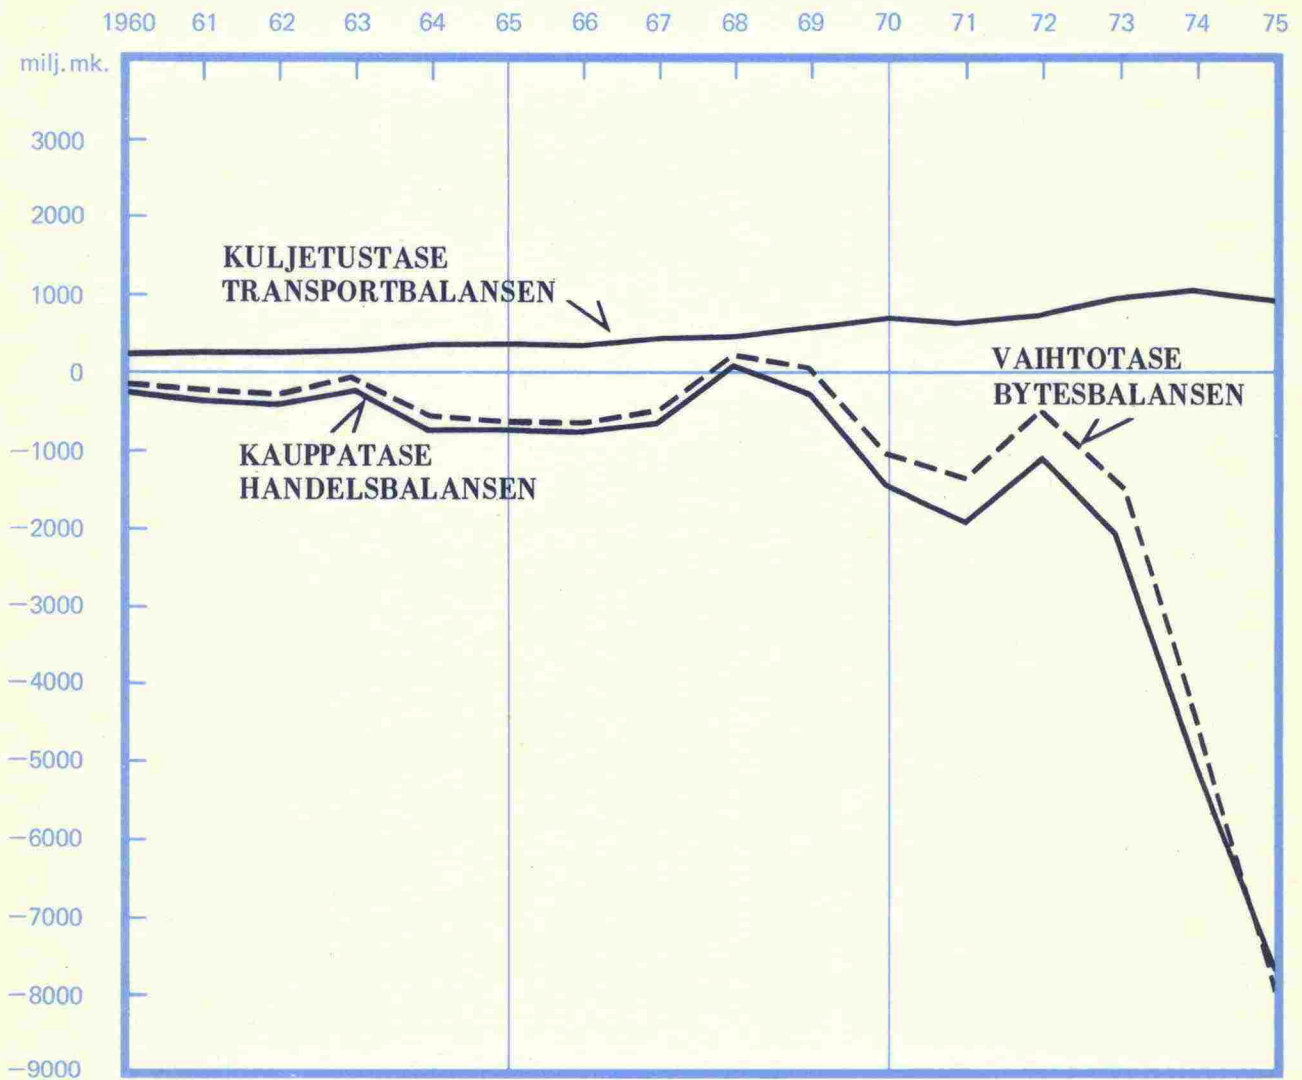 1960 61 62 63 64 65 66 67 68 69 70 71 72 73 74 75
milj.mk.
3000
2000
KULJETUSTASE
TRANSPORTBALANSEN
1000
0
VAIHTOTASE
BYTESBALANSEN
KAUPPATASE
HANDELSBALANSEN
−1000
−2000
−3000
−4000
−5000
−6000
−7000
−8000
−9000